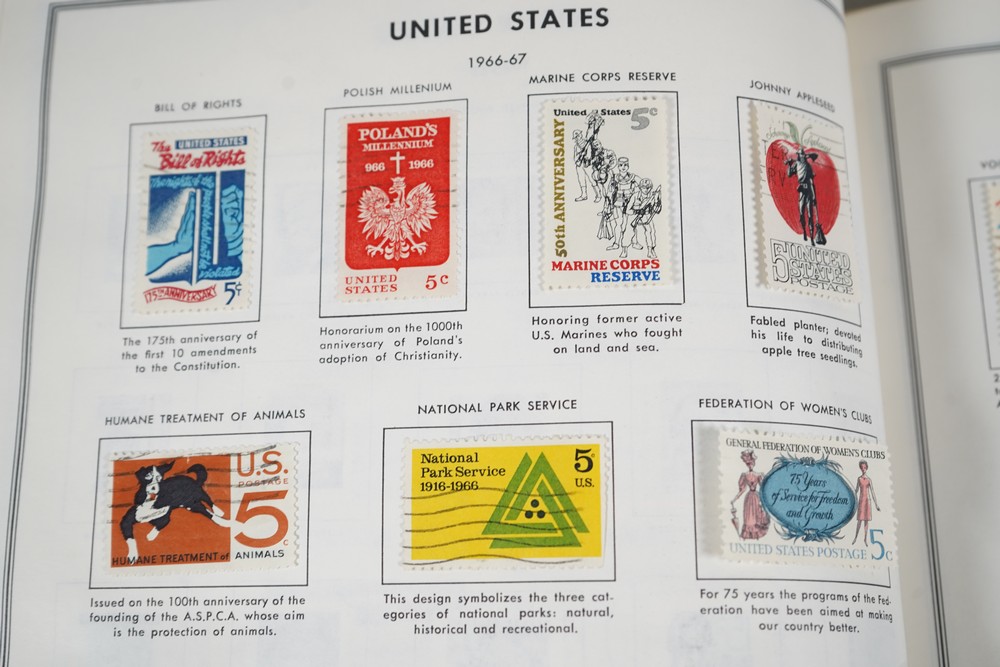 UNITED STATES
1966-67
BILL OF RIGHTS
UNITED STATES
The
Bill of Rights
175TH ANNIVERSARY
5¢
The 175th anniversary of
the first 10 amendments
to the Constitution.
POLISH MILLENIUM
POLAND'S
MILLENNIUM
966 1966
UNITED
STATES 5c
Honorarium on the 1000th
anniversary of Poland's
adoption of Christianity.
MARINE CORPS RESERVE
United States 5c
50th ANNIVERSARY
MARINE CORPS
RESERVE
Honoring former active
U.S. Marines who fought
on land and sea.
JOHNNY APPLESEED
5 UNITED
STATES
POSTAGE
Fabled planter; devoted
his life to distributing
apple tree seedlings.
HUMANE TREATMENT OF ANIMALS
U.S.
POSTAGE
5c
HUMANE TREATMENT of ANIMALS
Issued on the 100th anniversary of the
founding of the A.S.P.C.A. whose aim
is the protection of animals.
NATIONAL PARK SERVICE
National
Park Service
1916-1966
5c
U.S.
This design symbolizes the three cat-
egories of national parks: natural,
historical and recreational.
FEDERATION OF WOMEN'S CLUBS
GENERAL FEDERATION OF WOMEN'S CLUBS
75 Years
of Service for Freedom
and Growth
UNITED STATES POSTAGE 5c
For 75 years the programs of the Fed-
eration have been aimed at making
our country better.